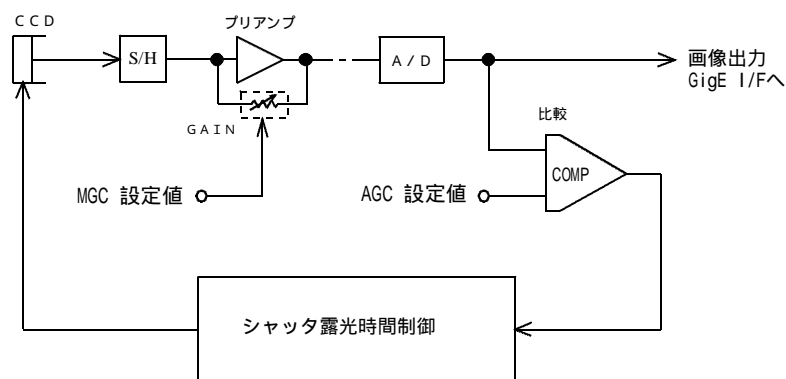 ＣＣＤ
プリアンプ
S/H
Ａ/Ｄ
画像出力
GigE I/Fへ
ＧＡＩＮ
比較
COMP
MGC 設定値
AGC 設定値
シャッタ露光時間制御